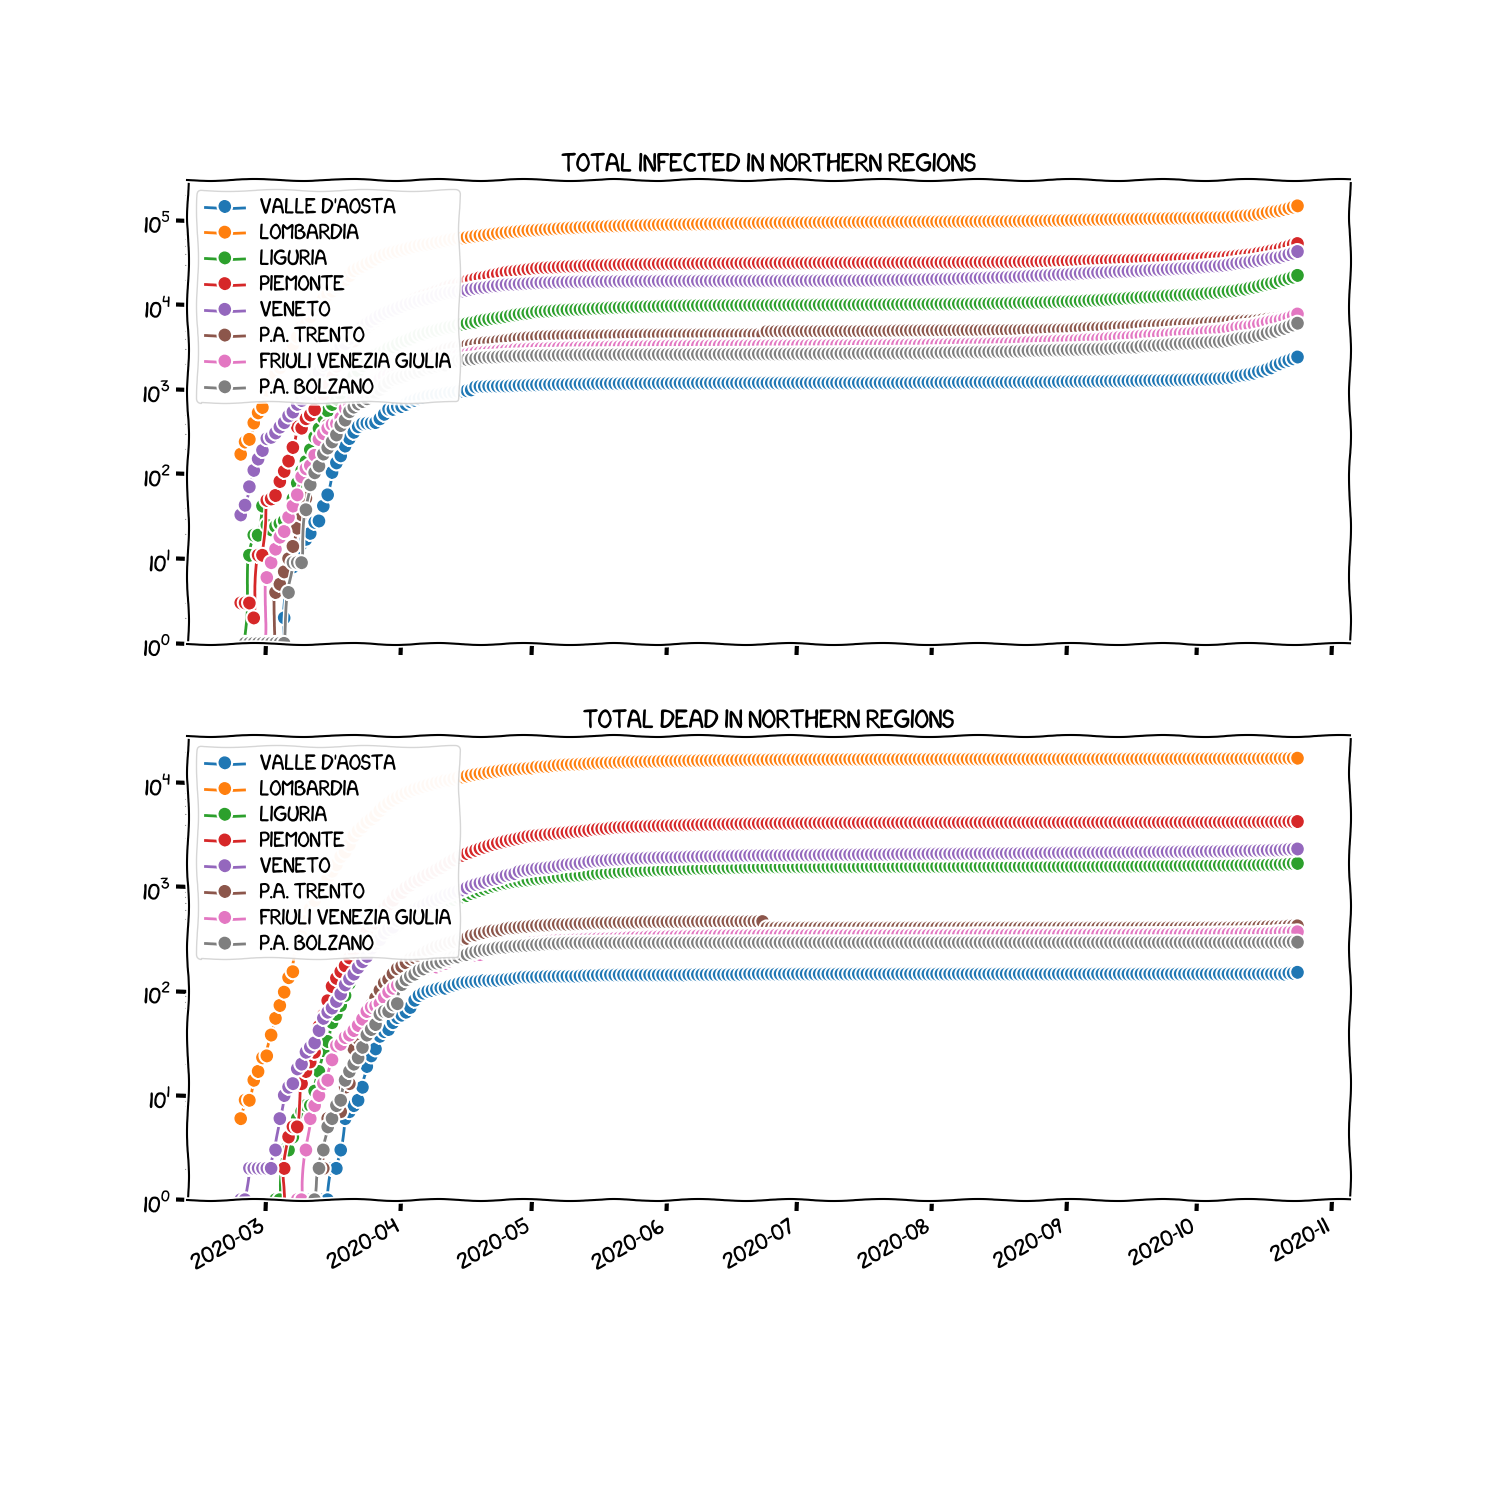 TOTAL INFECTED IN NORTHERN REGIONS
10⁵
10⁴
10³
10²
10¹
10⁰
VALLE D'AOSTA
LOMBARDIA
LIGURIA
PIEMONTE
VENETO
P.A. TRENTO
FRIULI VENEZIA GIULIA
P.A. BOLZANO
TOTAL DEAD IN NORTHERN REGIONS
10⁴
10³
10²
10¹
10⁰
VALLE D'AOSTA
LOMBARDIA
LIGURIA
PIEMONTE
VENETO
P.A. TRENTO
FRIULI VENEZIA GIULIA
P.A. BOLZANO
2020-03 2020-04 2020-05 2020-06 2020-07 2020-08 2020-09 2020-10 2020-11